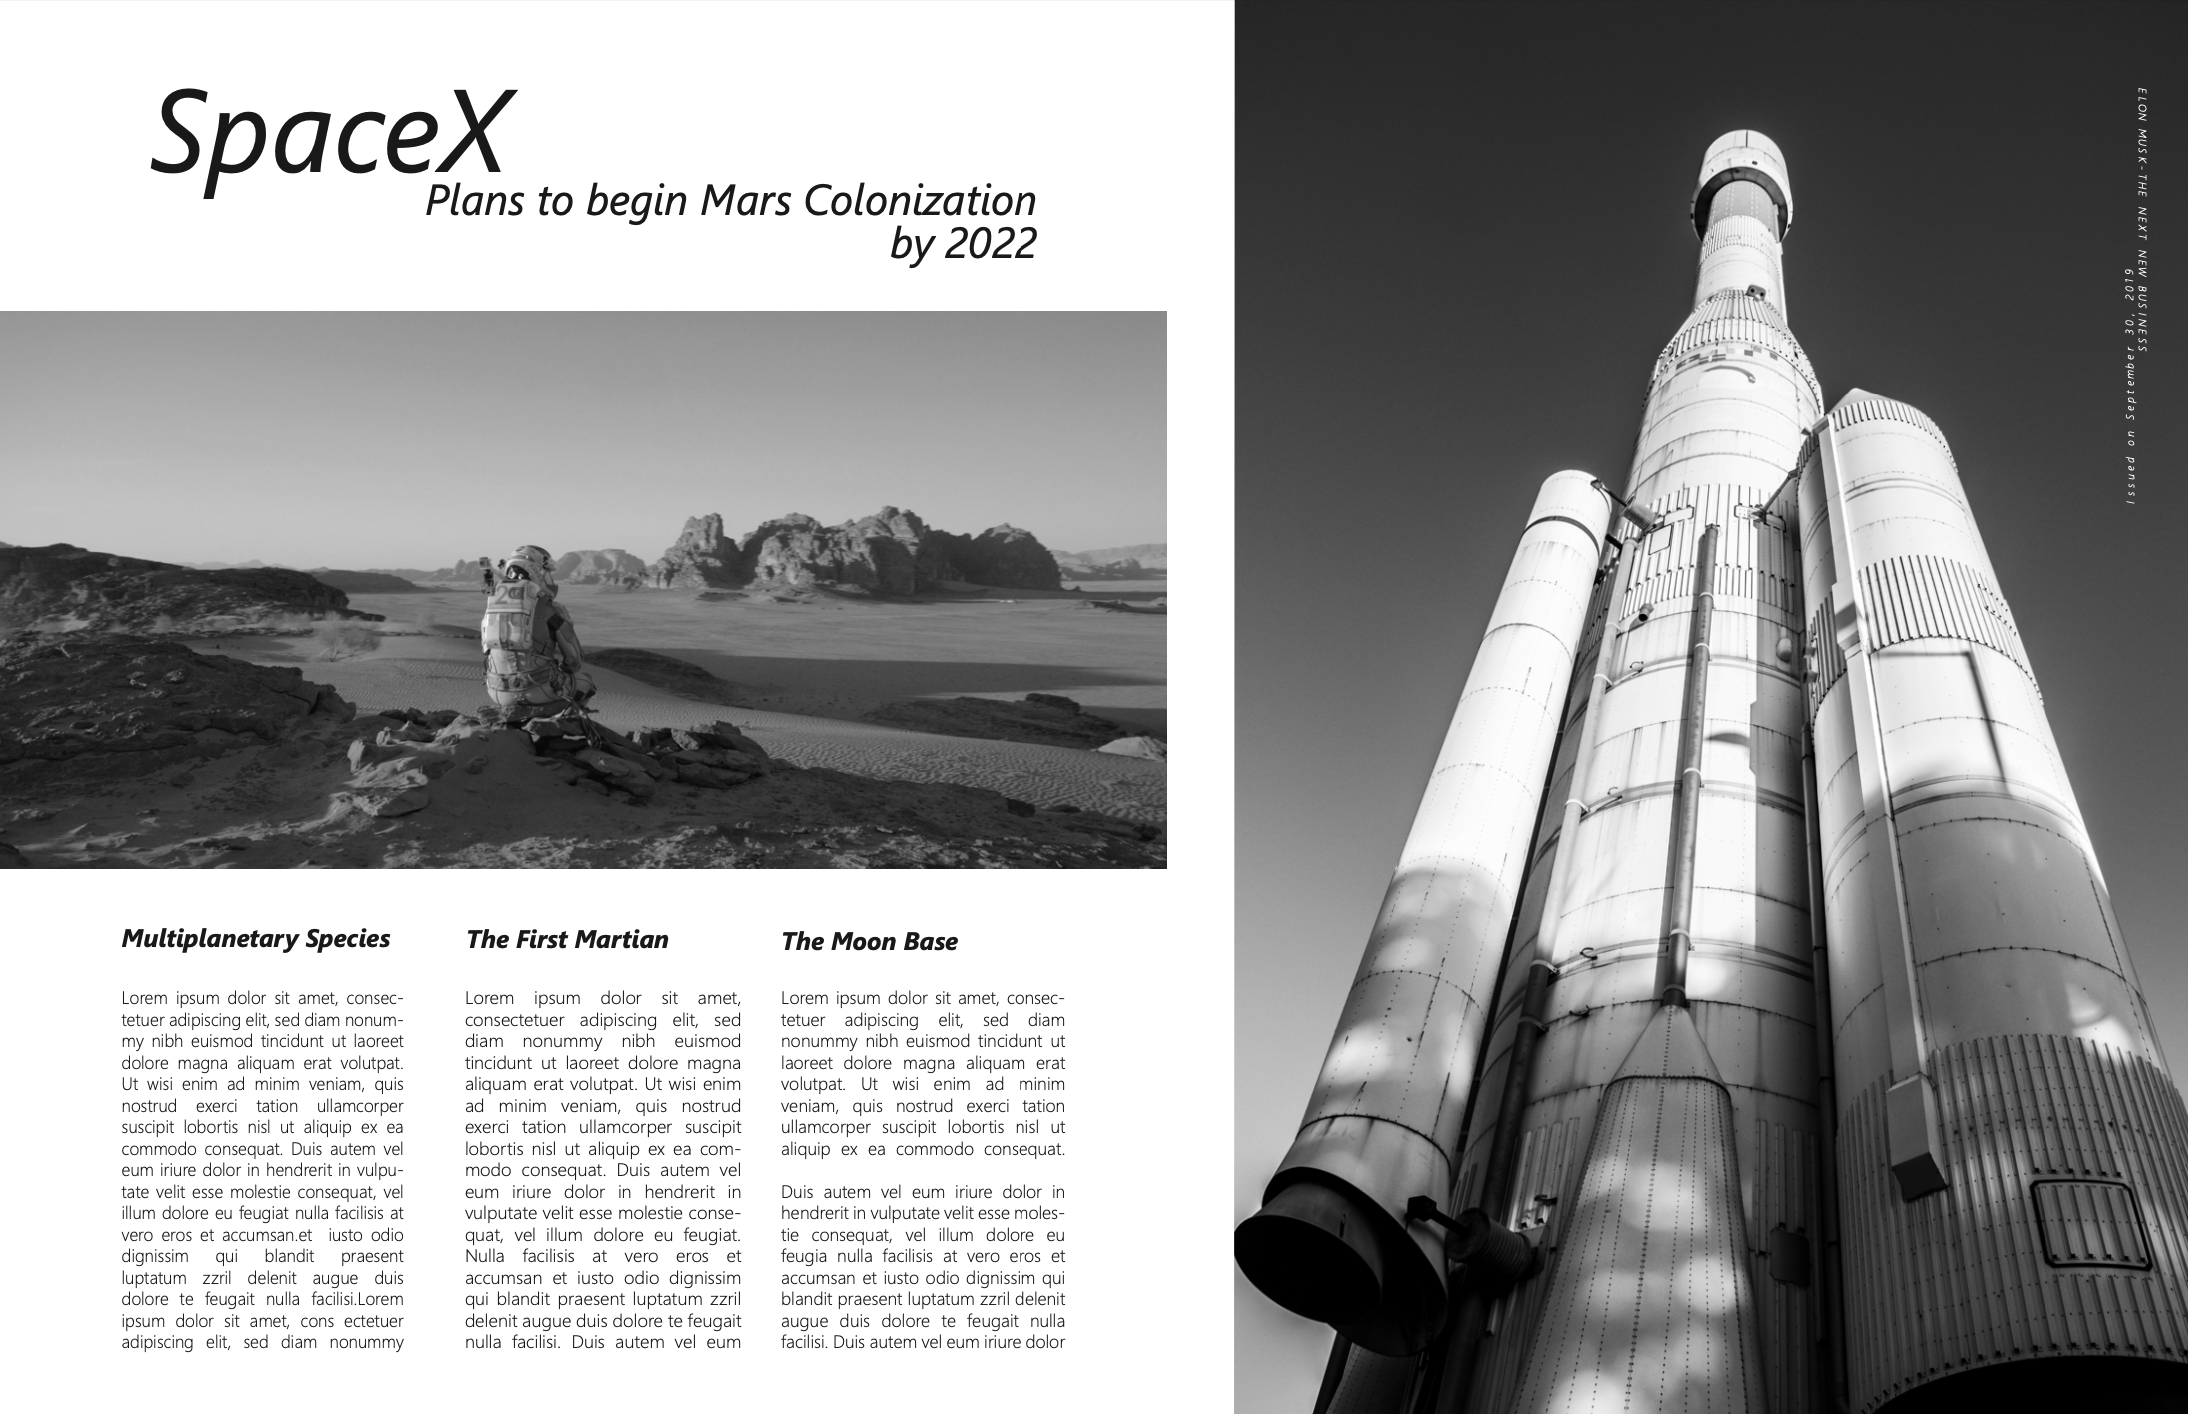 SpaceX
Plans to begin Mars Colonization
by 2022
Multiplanetary Species
Lorem ipsum dolor sit amet, consec-
tetuer adipiscing elit, sed diam nonum-
my nibh euismod tincidunt ut laoreet
dolore magna aliquam erat volutpat.
Ut wisi enim ad minim veniam, quis
nostrud exerci tation ullamcorper
suscipit lobortis nisl ut aliquip ex ea
commodo consequat. Duis autem vel
eum iriure dolor in hendrerit in vulpu-
tate velit esse molestie consequat, vel
illum dolore eu feugiat nulla facilisis at
vero eros et accumsan.et iusto odio
dignissim qui blandit praesent
luptatum zzril delenit augue duis
dolore te feugait nulla facilisi.Lorem
ipsum dolor sit amet, cons ectetuer
adipiscing elit, sed diam nonummy
The First Martian
Lorem ipsum dolor sit amet,
consectetuer adipiscing elit, sed
diam nonummy nibh euismod
tincidunt ut laoreet dolore magna
aliquam erat volutpat. Ut wisi enim
ad minim veniam, quis nostrud
exerci tation ullamcorper suscipit
lobortis nisl ut aliquip ex ea com-
modo consequat. Duis autem vel
eum iriure dolor in hendrerit in
vulputate velit esse molestie conse-
quat, vel illum dolore eu feugiat.
Nulla facilisis at vero eros et
accumsan et iusto odio dignissim
qui blandit praesent luptatum zzril
delenit augue duis dolore te feugait
nulla facilisi. Duis autem vel eum
The Moon Base
Lorem ipsum dolor sit amet, consec-
tetuer adipiscing elit, sed diam
nonummy nibh euismod tincidunt ut
laoreet dolore magna aliquam erat
volutpat. Ut wisi enim ad minim
veniam, quis nostrud exerci tation
ullamcorper suscipit lobortis nisl ut
aliquip ex ea commodo consequat.
Duis autem vel eum iriure dolor in
hendrerit in vulputate velit esse moles-
tie consequat, vel illum dolore eu
feugia nulla facilisis at vero eros et
accumsan et iusto odio dignissim qui
blandit praesent luptatum zzril delenit
augue duis dolore te feugait nulla
facilisi. Duis autem vel eum iriure dolor
ELON MUSK-THE NEXT NEW BUSINESS
Issued on Sedptember 30, 2019